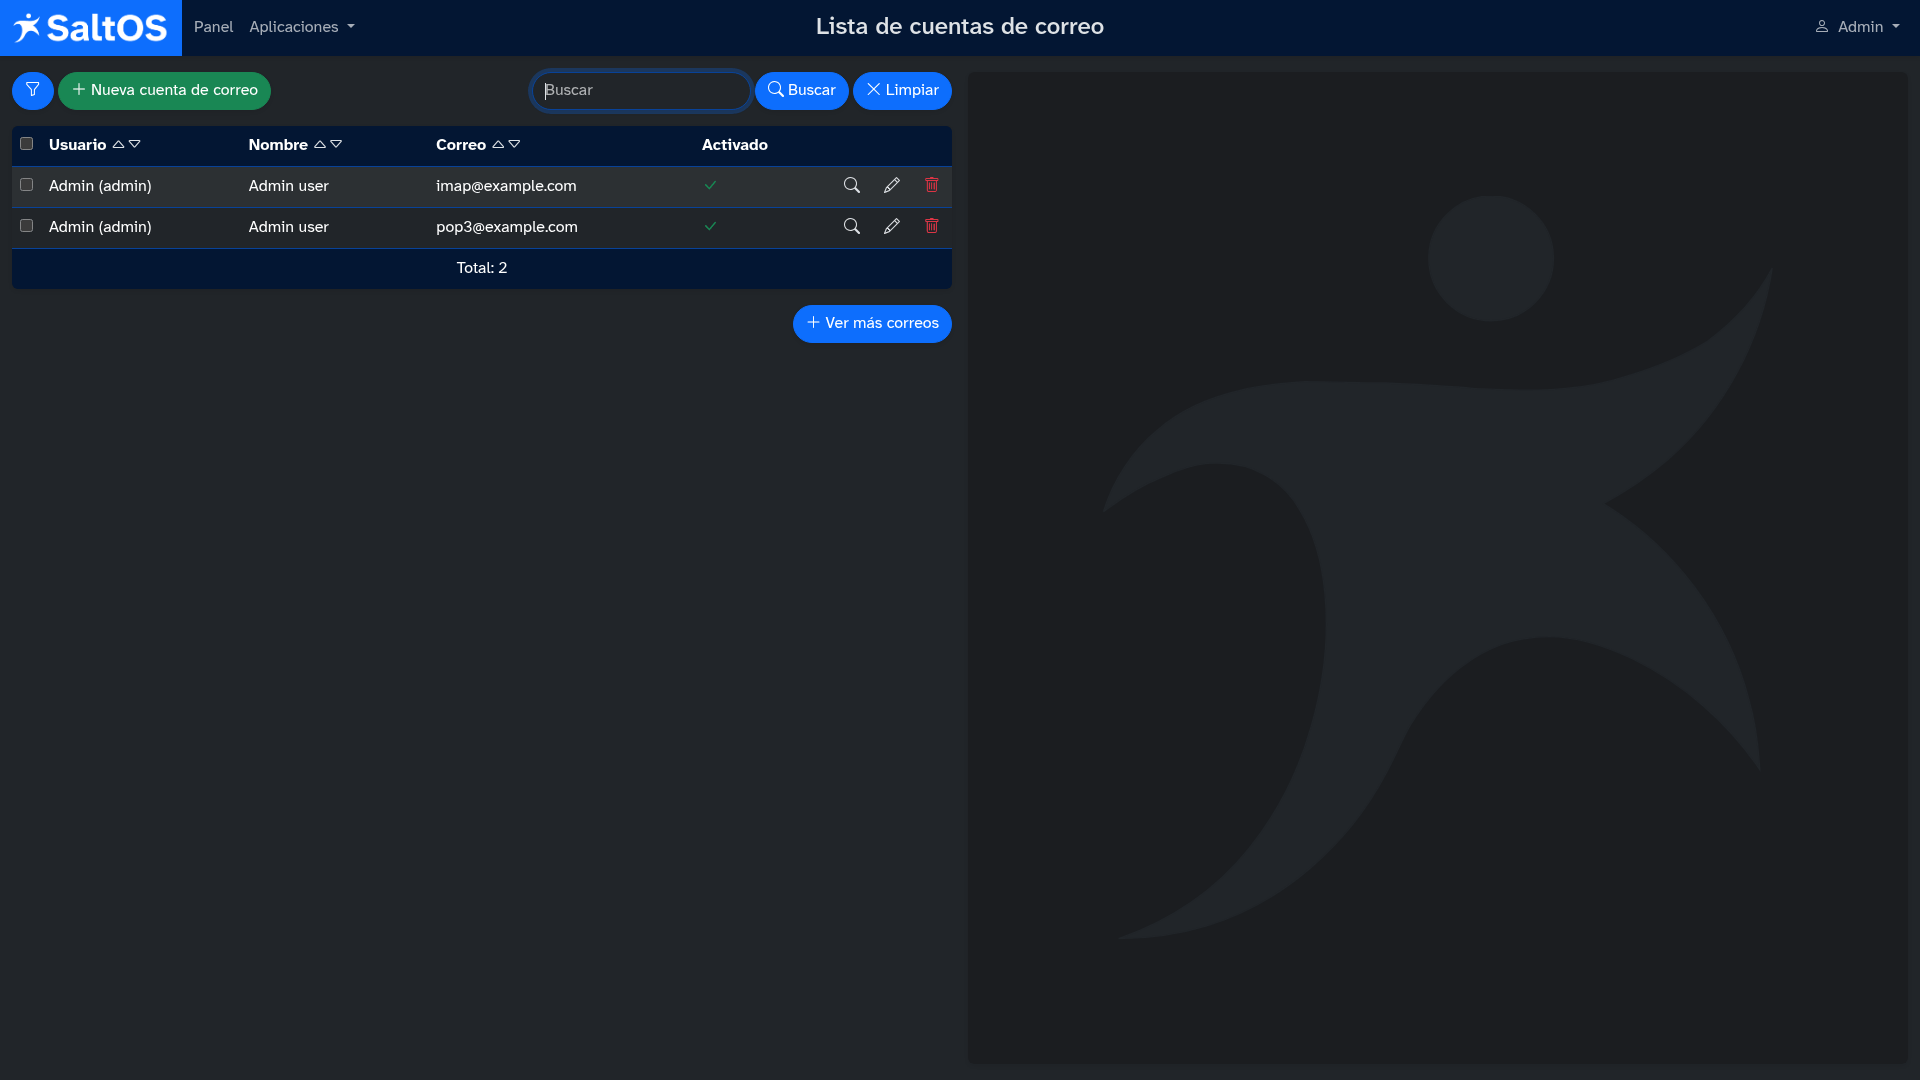 SaltOS Panel Aplicaciones Lista de cuentas de correo Admin
Nueva cuenta de correo Buscar Buscar Limpiar
Usuario Nombre Correo Activado
Admin (admin) Admin user imap@example.com
Admin (admin) Admin user pop3@example.com
Total: 2
Ver más correos